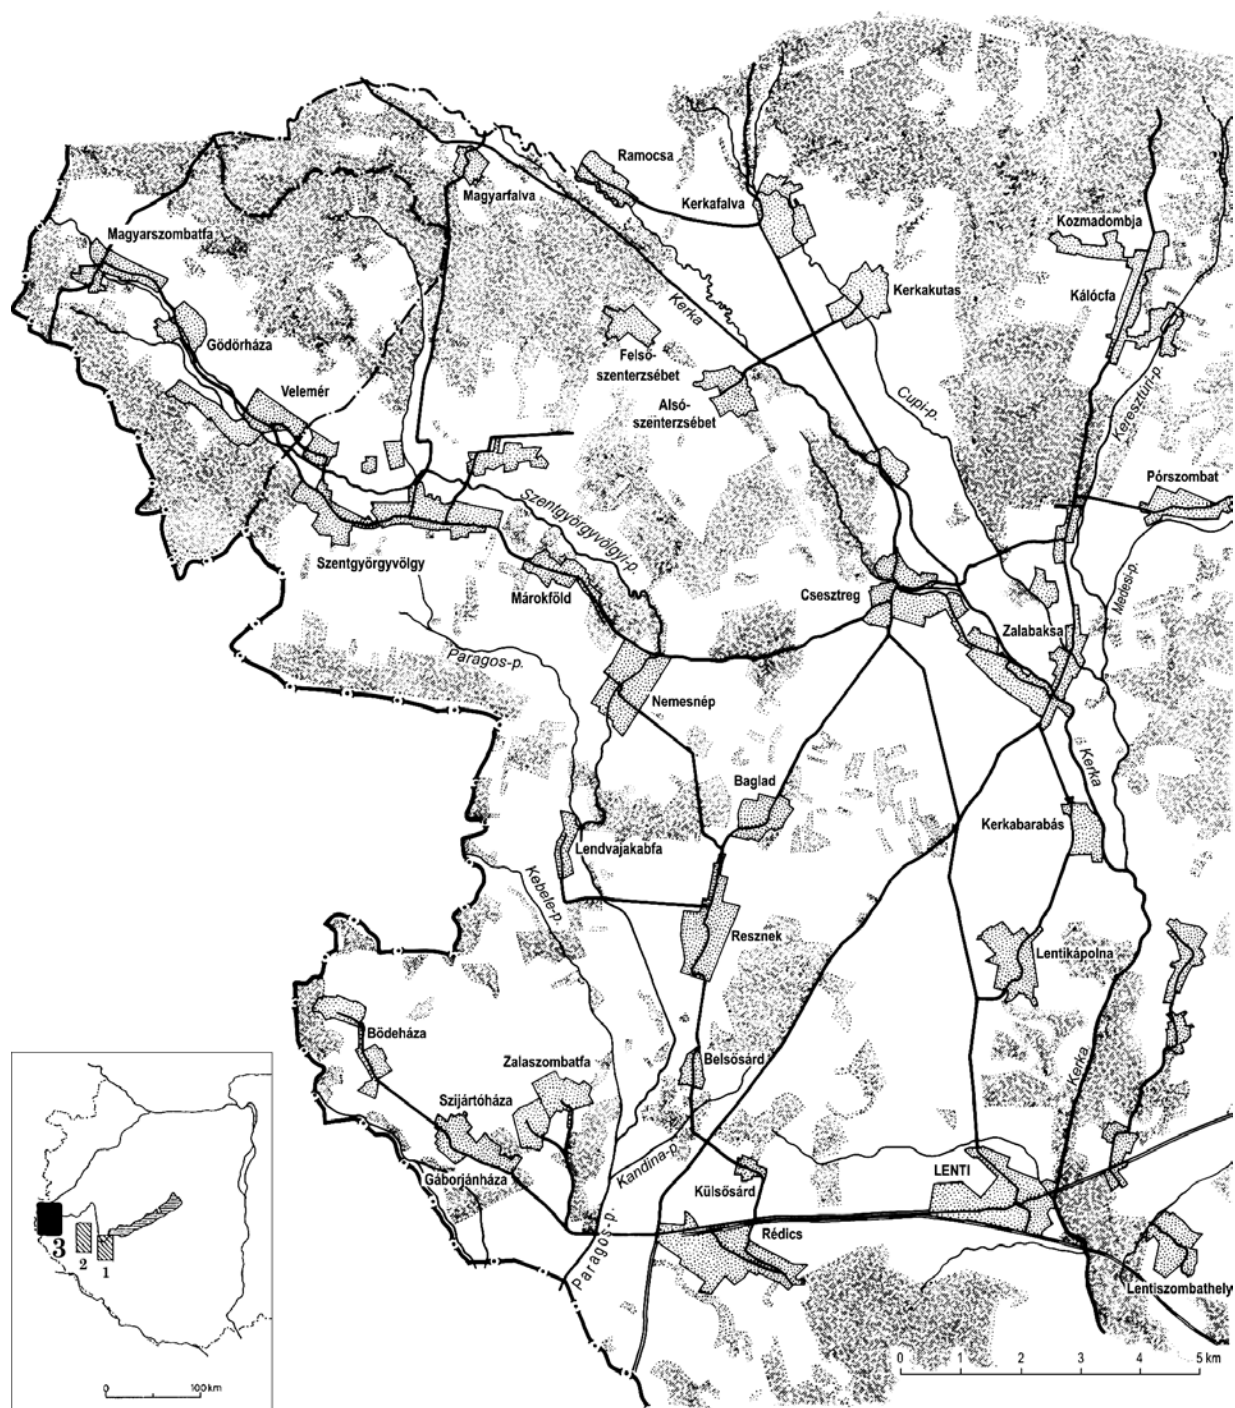 Ramocsa
Kerkafalva
Magyarfalva
Kozmadombja
Magyarszombatfa
Kerkakutas
Kálócfa
Kerka
Gödörháza
Felső-
szenterzsébet
Keresztúri-p.
Velemér
Cupi-p.
Alsó-
szenterzsébet
Pórszombat
Szentgyörgyvölgyi-p.
Szentgyörgyvölgy
Medesi-p.
Márokföld
Csesztreg
Zalabaksa
Paragos-p.
Nemesnép
Kerka
Baglad
Kerkabarabás
Lendvajakabfa
Kebele-p.
Resznek
Lentikápolna
Bödeháza
Zalaszombatfa
Belsősárd
Kerka
Szijártóháza
Gáborjánháza
Kandina-p.
Külsősárd
LENTI
Rédics
Paragos-p.
Lentiszombathely
3
2
1
0 100 km
0 1 2 3 4 5 km